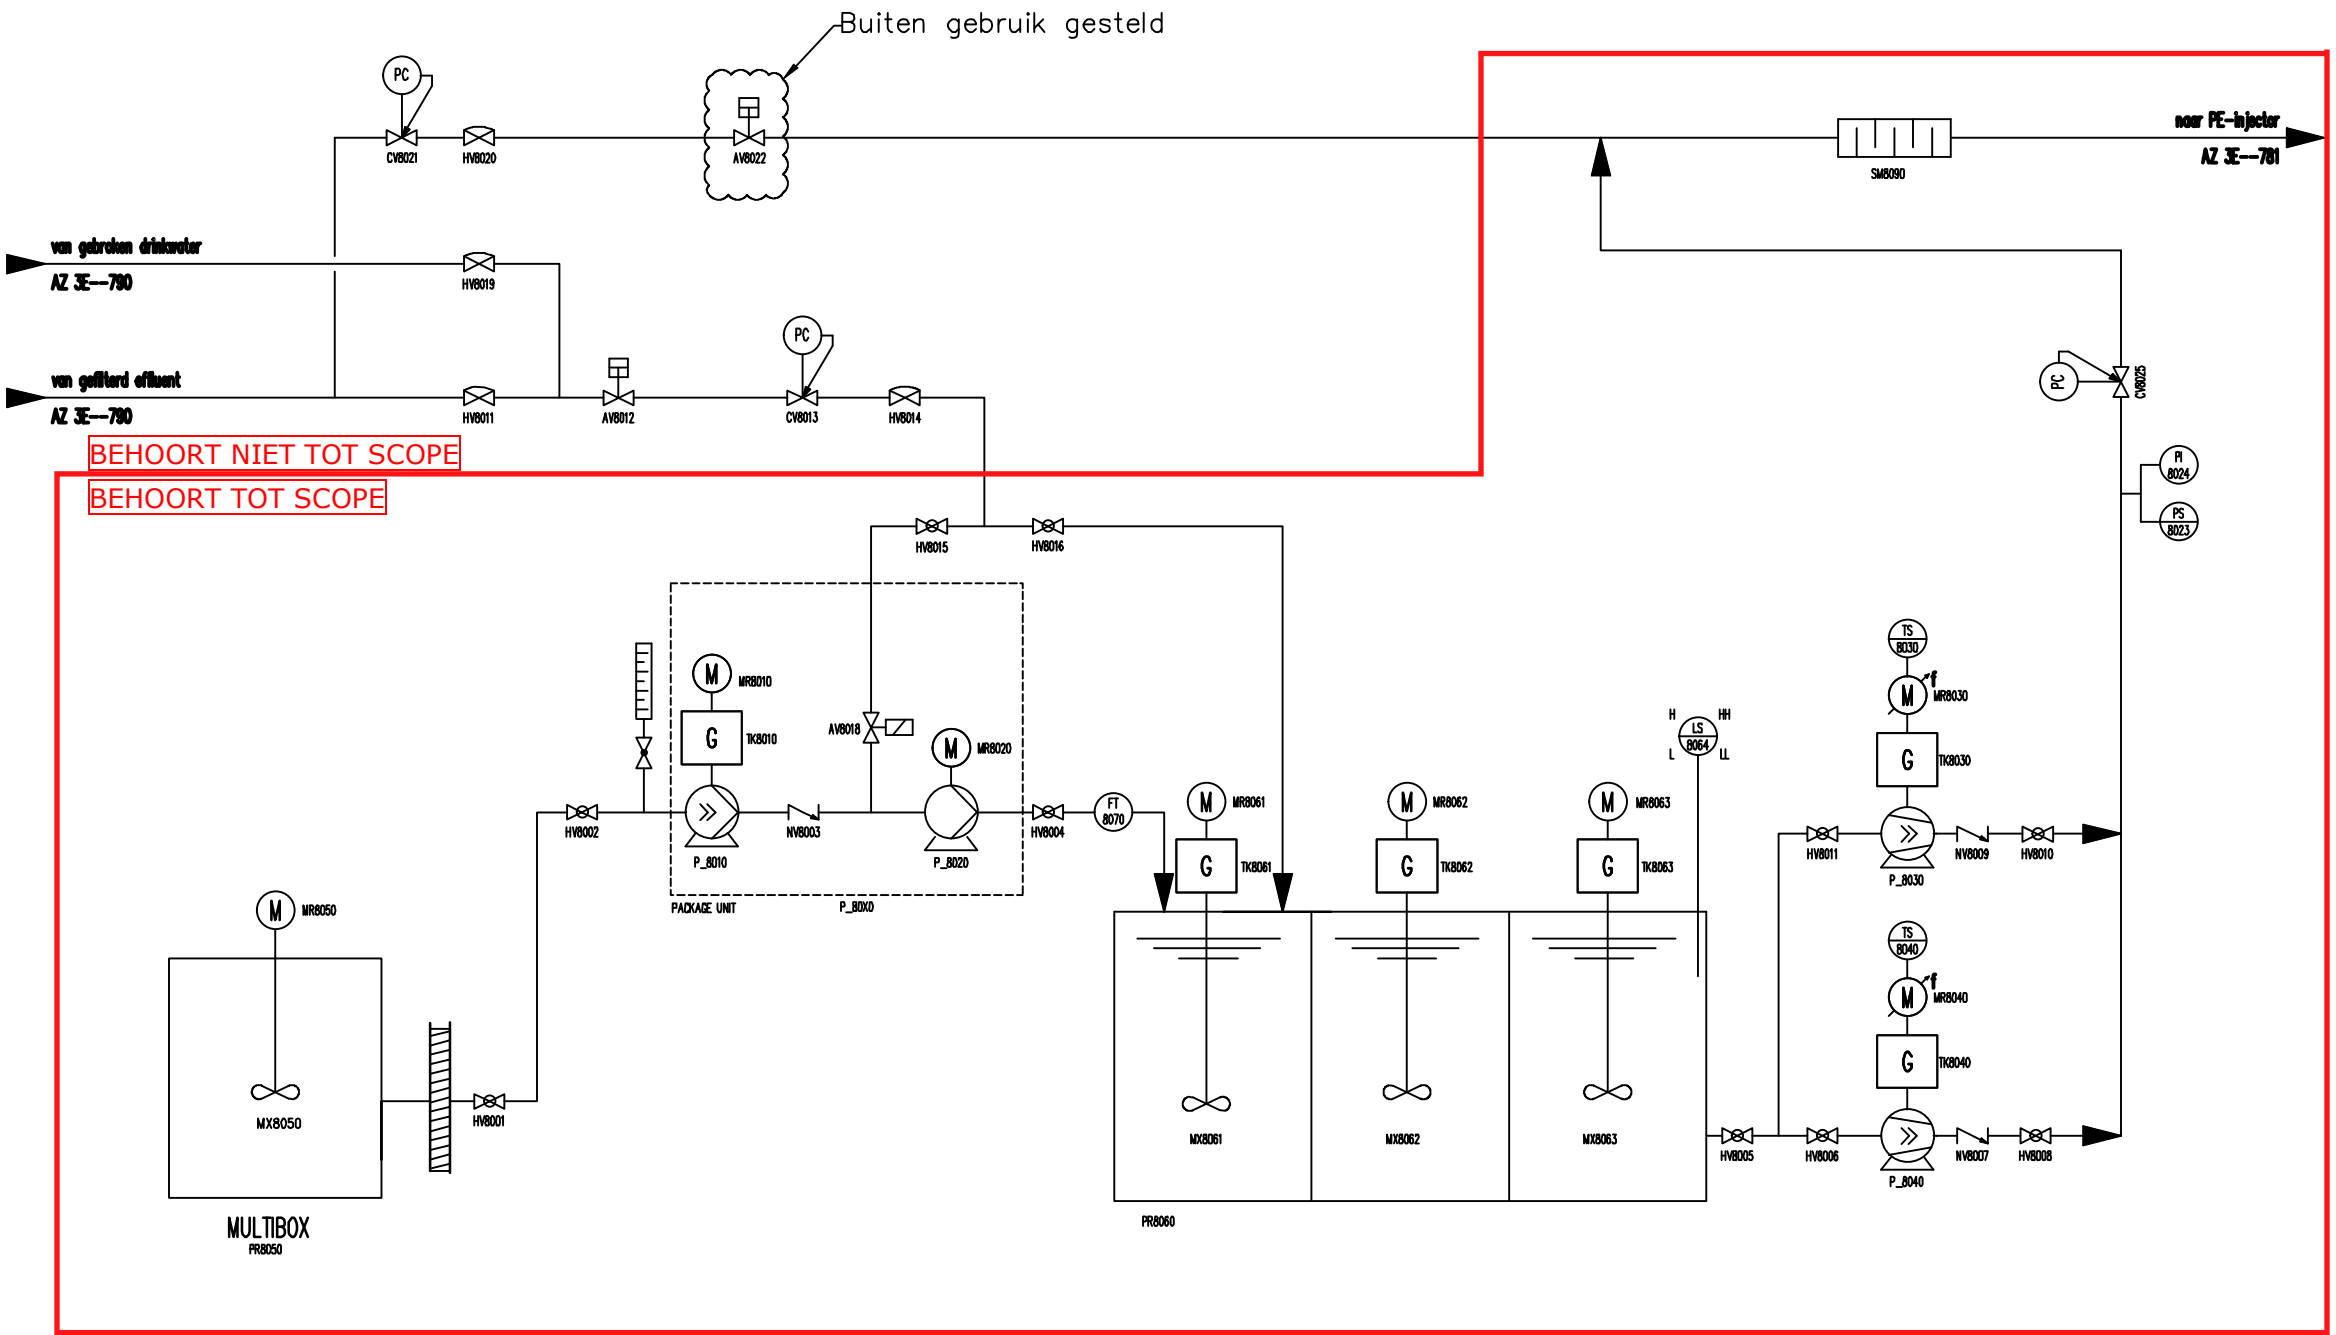 Buiten gebruik gesteld
PC
CV8021
HV8020
AV8022
naar PE-injector
AZ 3E--781
SM8090
van gebroken drinkwater
AZ 3E--790
HV8019
van gefilterd effluent
AZ 3E--790
HV8011
AV8012
PC
CV8013
HV8014
PC
CV8025
BEHOORT NIET TOT SCOPE
BEHOORT TOT SCOPE
PI
8024
PS
8023
HV8015
HV8016
M
MR8010
G
TK8010
AV8018
M
MR8020
HV8002
P_8010
NV8003
P_8020
HV8004
FT
8070
PACKAGE UNIT
P_80X0
H
HH
LS
8064
L
LL
M
MR8061
G
TK8061
M
MR8062
G
TK8062
M
MR8063
G
TK8063
TS
8030
f
M
MR8030
G
TK8030
HV8011
P_8030
NV8009
HV8010
TS
8040
f
M
MR8040
G
TK8040
HV8005
HV8006
P_8040
NV8007
HV8008
M
MR8050
MX8050
HV8001
MX8061
MX8062
MX8063
MULTIBOX
PR8050
PR8060